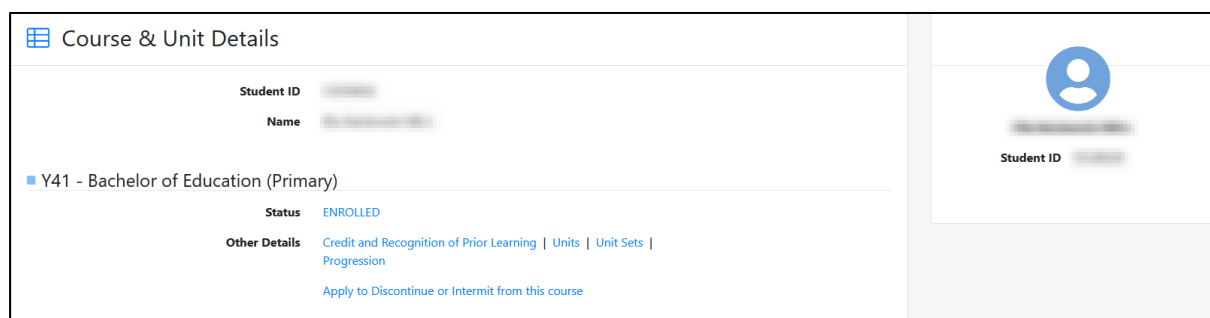 Course & Unit Details
Student ID
Name
Student ID
Y41 - Bachelor of Education (Primary)
Status ENROLLED
Other Details Credit and Recognition of Prior Learning | Units | Unit Sets |
Progression
Apply to Discontinue or Intermit from this course